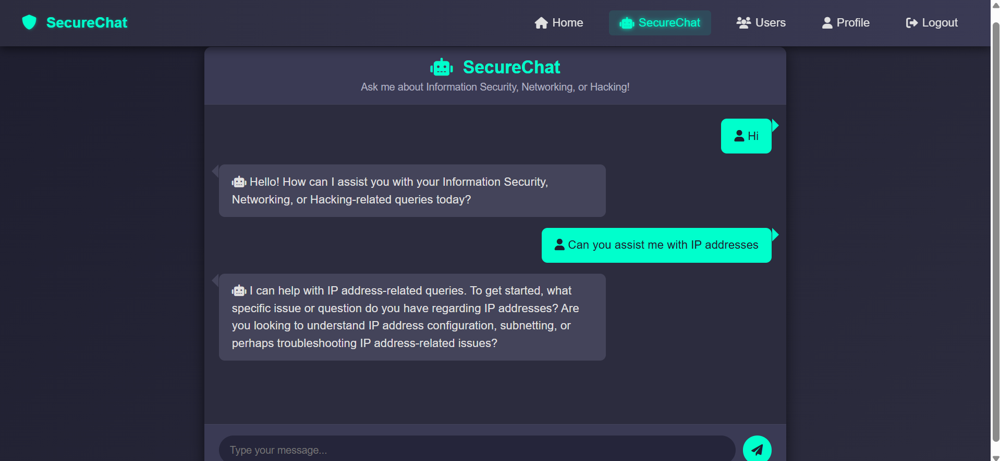 SecureChat
Home
SecureChat
Users
Profile
Logout
SecureChat
Ask me about Information Security, Networking, or Hacking!
Hi
Hello! How can I assist you with your Information Security,
Networking, or Hacking-related queries today?
Can you assist me with IP addresses
I can help with IP address-related queries. To get started, what
specific issue or question do you have regarding IP addresses? Are
you looking to understand IP address configuration, subnetting, or
perhaps troubleshooting IP address-related issues?
Type your message...